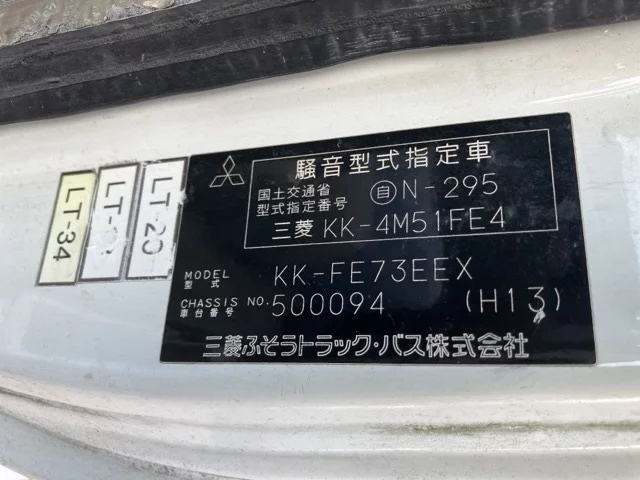 騒音型式指定車
国土交通省
型式指定番号
自N-295
三菱 KK-4M51FE4
MODEL
型式
KK-FE73EEX
CHASSIS NO.
車台番号
500094 (H13)
三菱ふそうトラック・バス株式会社
LT-34
LT-
LT-20